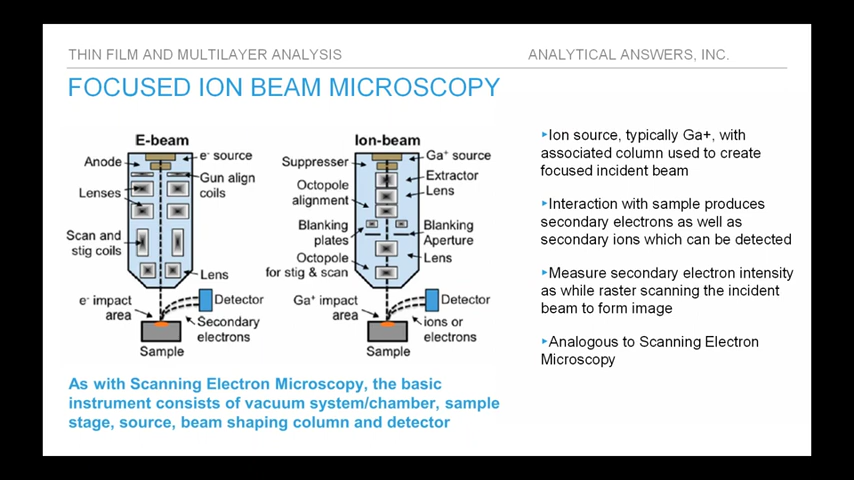 THIN FILM AND MULTILAYER ANALYSIS
ANALYTICAL ANSWERS, INC.
FOCUSED ION BEAM MICROSCOPY
E-beam
Anode
e- source
Gun align
coils
Lenses
Scan and
stig coils
Lens
e- impact
area
Detector
Secondary
electrons
Sample
Ion-beam
Suppresser
Ga+ source
Extractor
Lens
Octopole
alignment
Blanking
plates
Blanking
Aperture
Octopole
for stig & scan
Lens
Ga+ impact
area
Detector
ions or
electrons
Sample
As with Scanning Electron Microscopy, the basic
instrument consists of vacuum system/chamber, sample
stage, source, beam shaping column and detector
▸Ion source, typically Ga+, with
associated column used to create
focused incident beam
▸Interaction with sample produces
secondary electrons as well as
secondary ions which can be detected
▸Measure secondary electron intensity
as while raster scanning the incident
beam to form image
▸Analogous to Scanning Electron
Microscopy